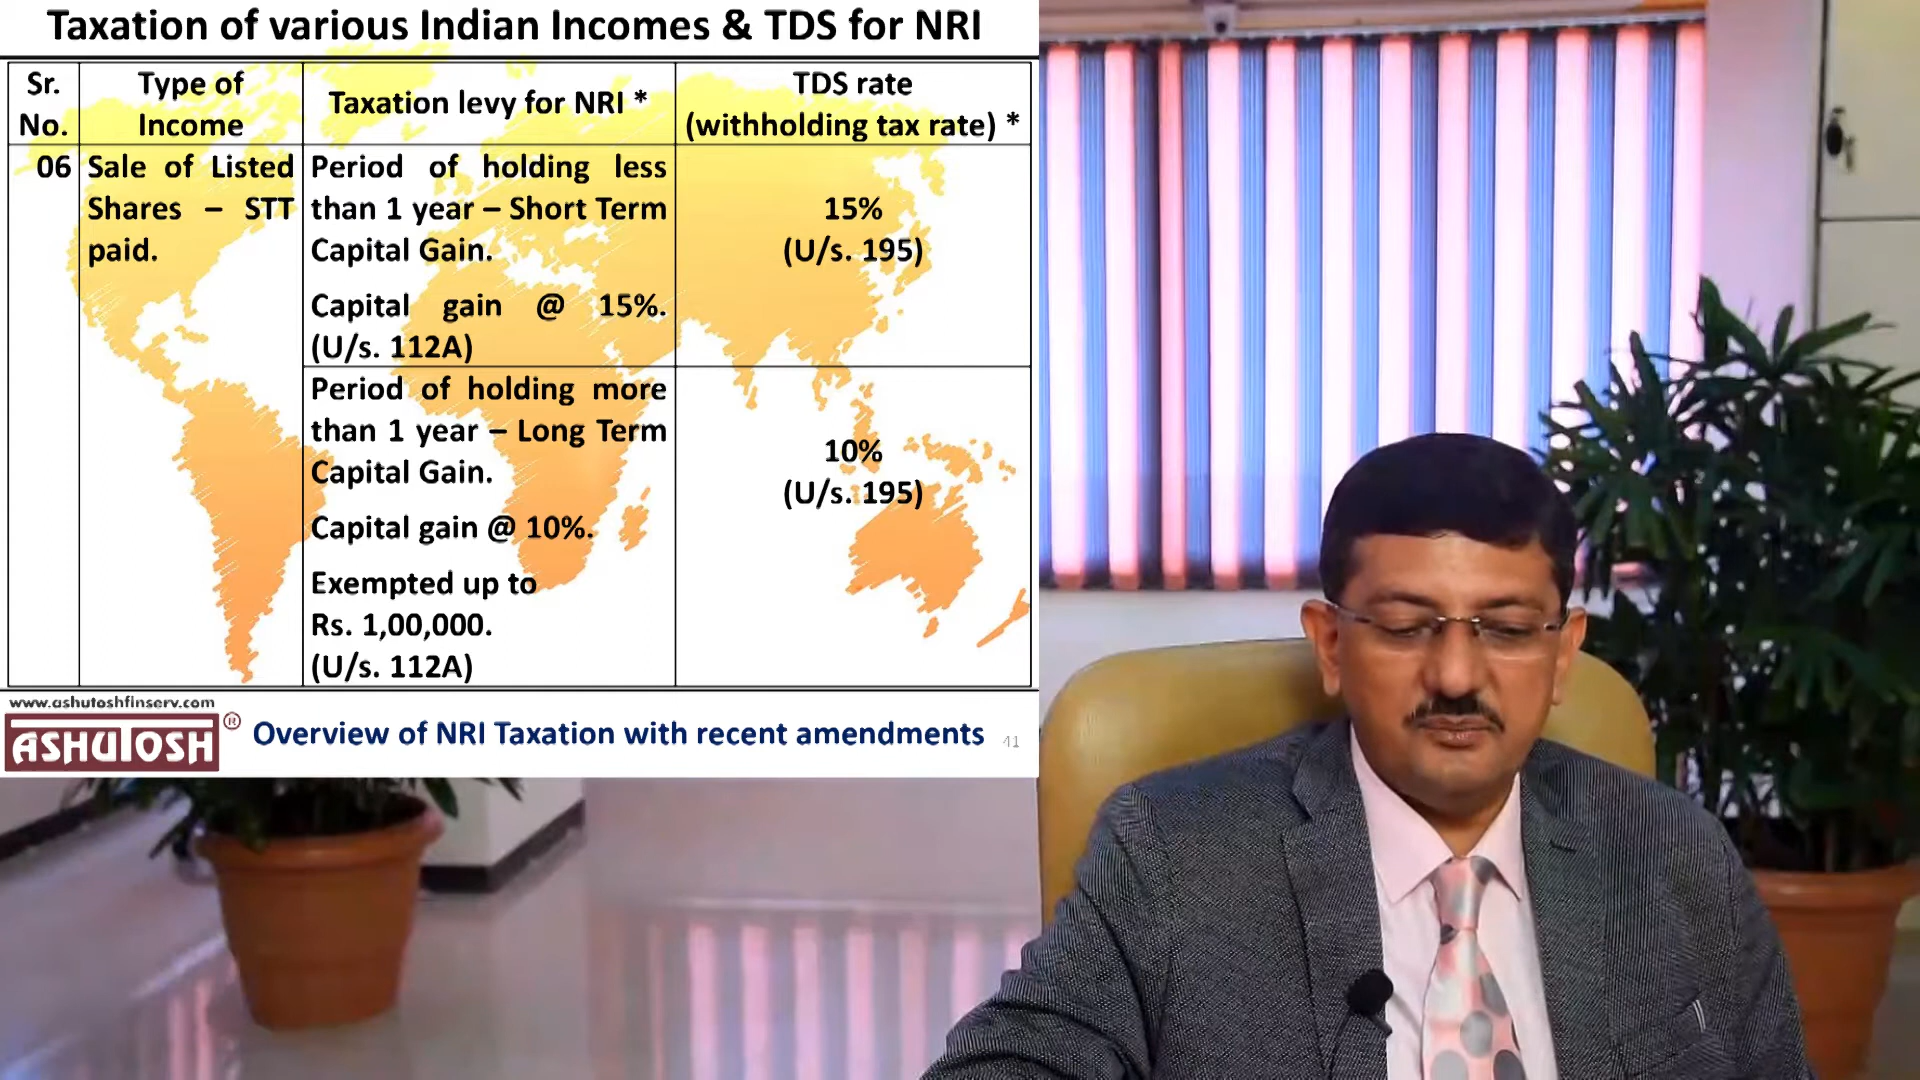 Taxation of various Indian Incomes & TDS for NRI
Sr. No.
Type of Income
Taxation levy for NRI *
TDS rate
(withholding tax rate) *
06
Sale of Listed
Shares – STT
paid.
Period of holding less
than 1 year – Short Term
Capital Gain.
Capital gain @ 15%.
(U/s. 112A)
15%
(U/s. 195)
Period of holding more
than 1 year – Long Term
Capital Gain.
Capital gain @ 10%.
Exempted up to
Rs. 1,00,000.
(U/s. 112A)
10%
(U/s. 195)
www.ashutoshfinserv.com
ASHUTOSH ®
Overview of NRI Taxation with recent amendments
41